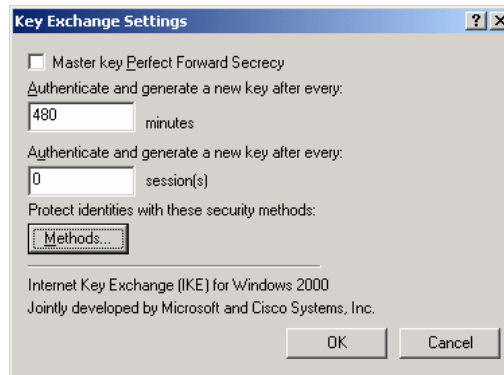 Key Exchange Settings
Master key Perfect Forward Secrecy
Authenticate and generate a new key after every:
480 minutes
Authenticate and generate a new key after every:
0 session(s)
Protect identities with these security methods:
Methods...
Internet Key Exchange (IKE) for Windows 2000
Jointly developed by Microsoft and Cisco Systems, Inc.
OK Cancel